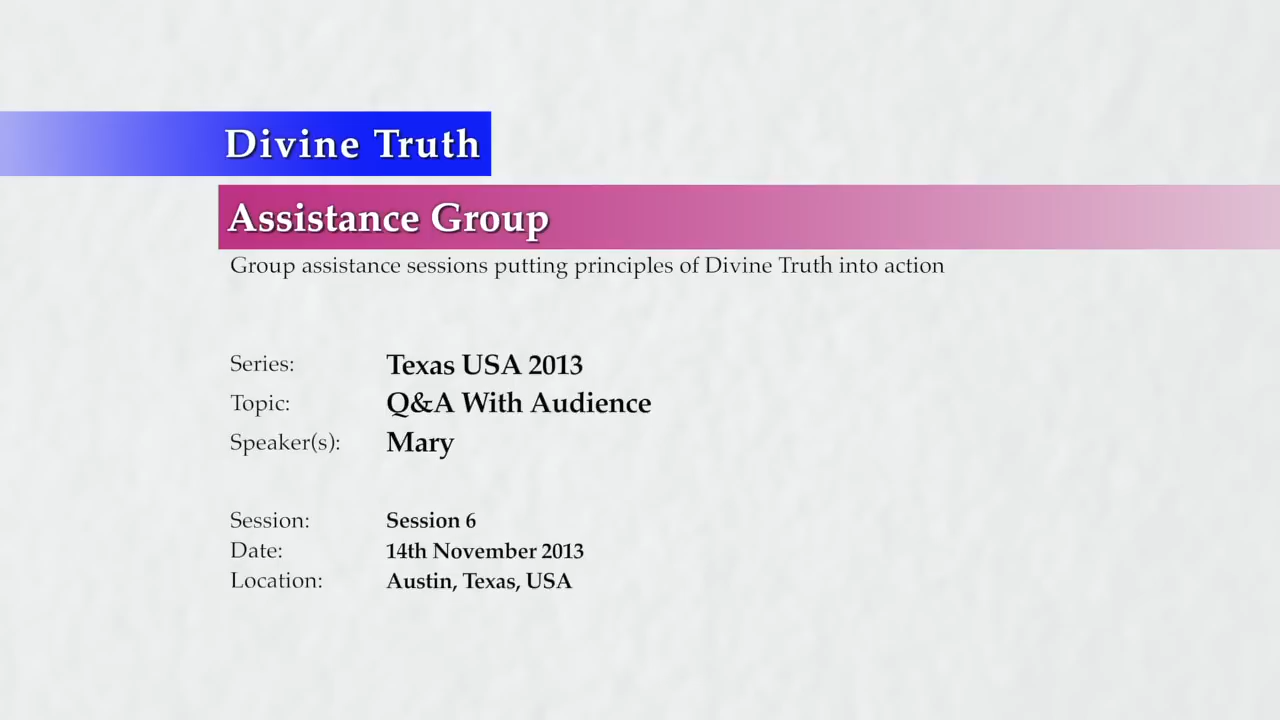 Divine Truth
Assistance Group
Group assistance sessions putting principles of Divine Truth into action
Series: Texas USA 2013
Topic: Q&A With Audience
Speaker(s): Mary
Session: Session 6
Date: 14th November 2013
Location: Austin, Texas, USA